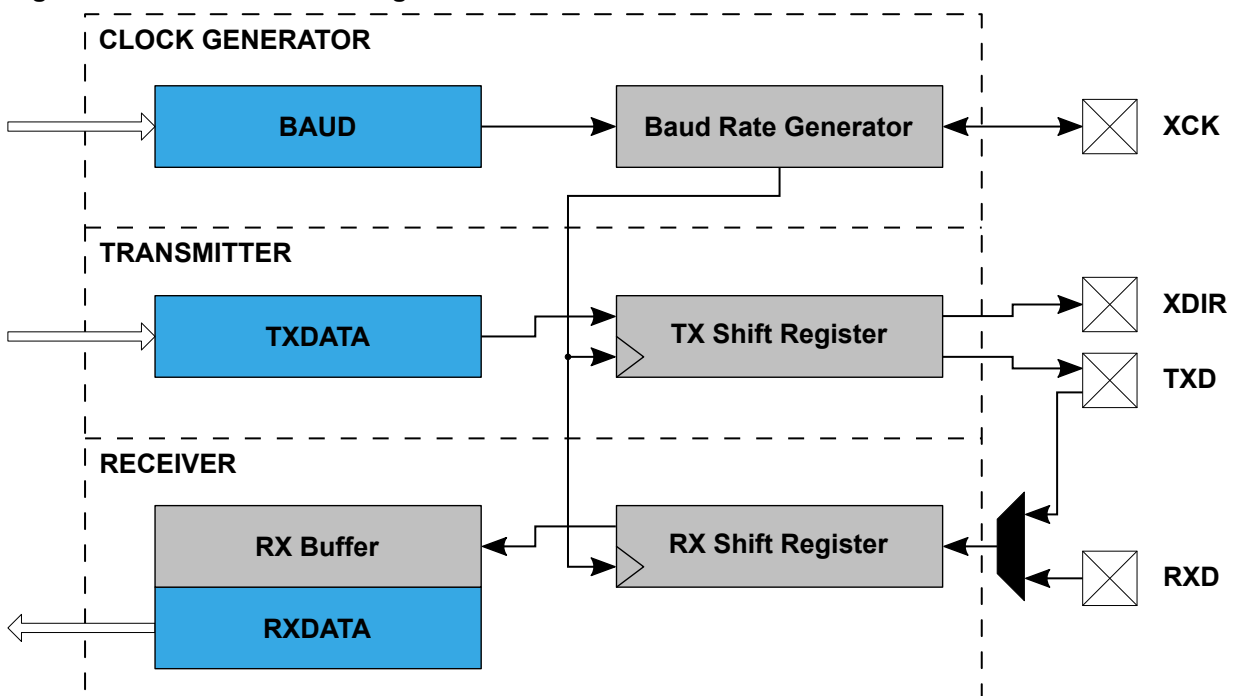 CLOCK GENERATOR
BAUD
Baud Rate Generator
XCK
TRANSMITTER
TXDATA
TX Shift Register
XDIR
TXD
RECEIVER
RX Buffer
RX Shift Register
RXD
RXDATA